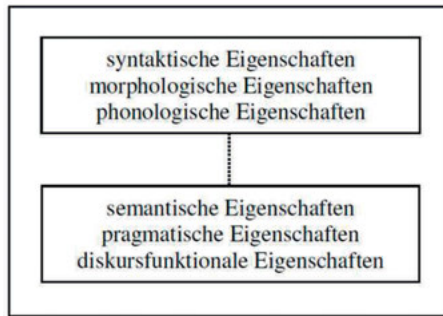 syntaktische Eigenschaften
morphologische Eigenschaften
phonologische Eigenschaften
semantische Eigenschaften
pragmatische Eigenschaften
diskursfunktionale Eigenschaften